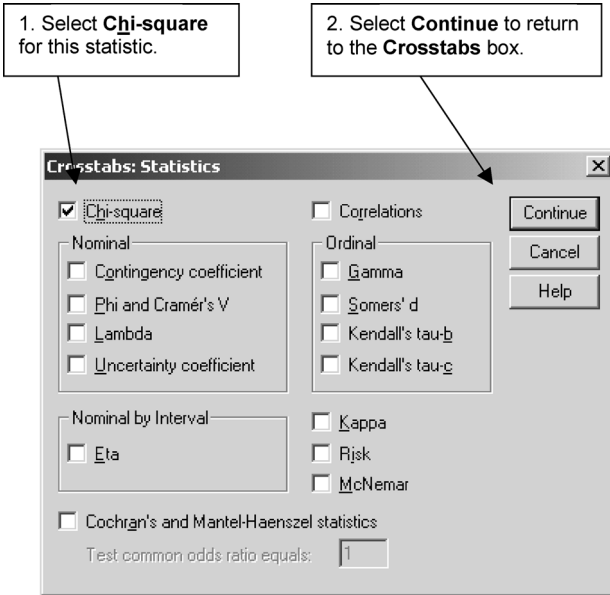 1. Select Chi-square
for this statistic.
2. Select Continue to return
to the Crosstabs box.
Crosstabs: Statistics
Chi-square
Correlations
Continue
Cancel
Help
Nominal
Contingency coefficient
Phi and Cramér's V
Lambda
Uncertainty coefficient
Ordinal
Gamma
Somers' d
Kendall's tau-b
Kendall's tau-c
Nominal by Interval
Eta
Kappa
Risk
McNemar
Cochran's and Mantel-Haenszel statistics
Test common odds ratio equals: 1